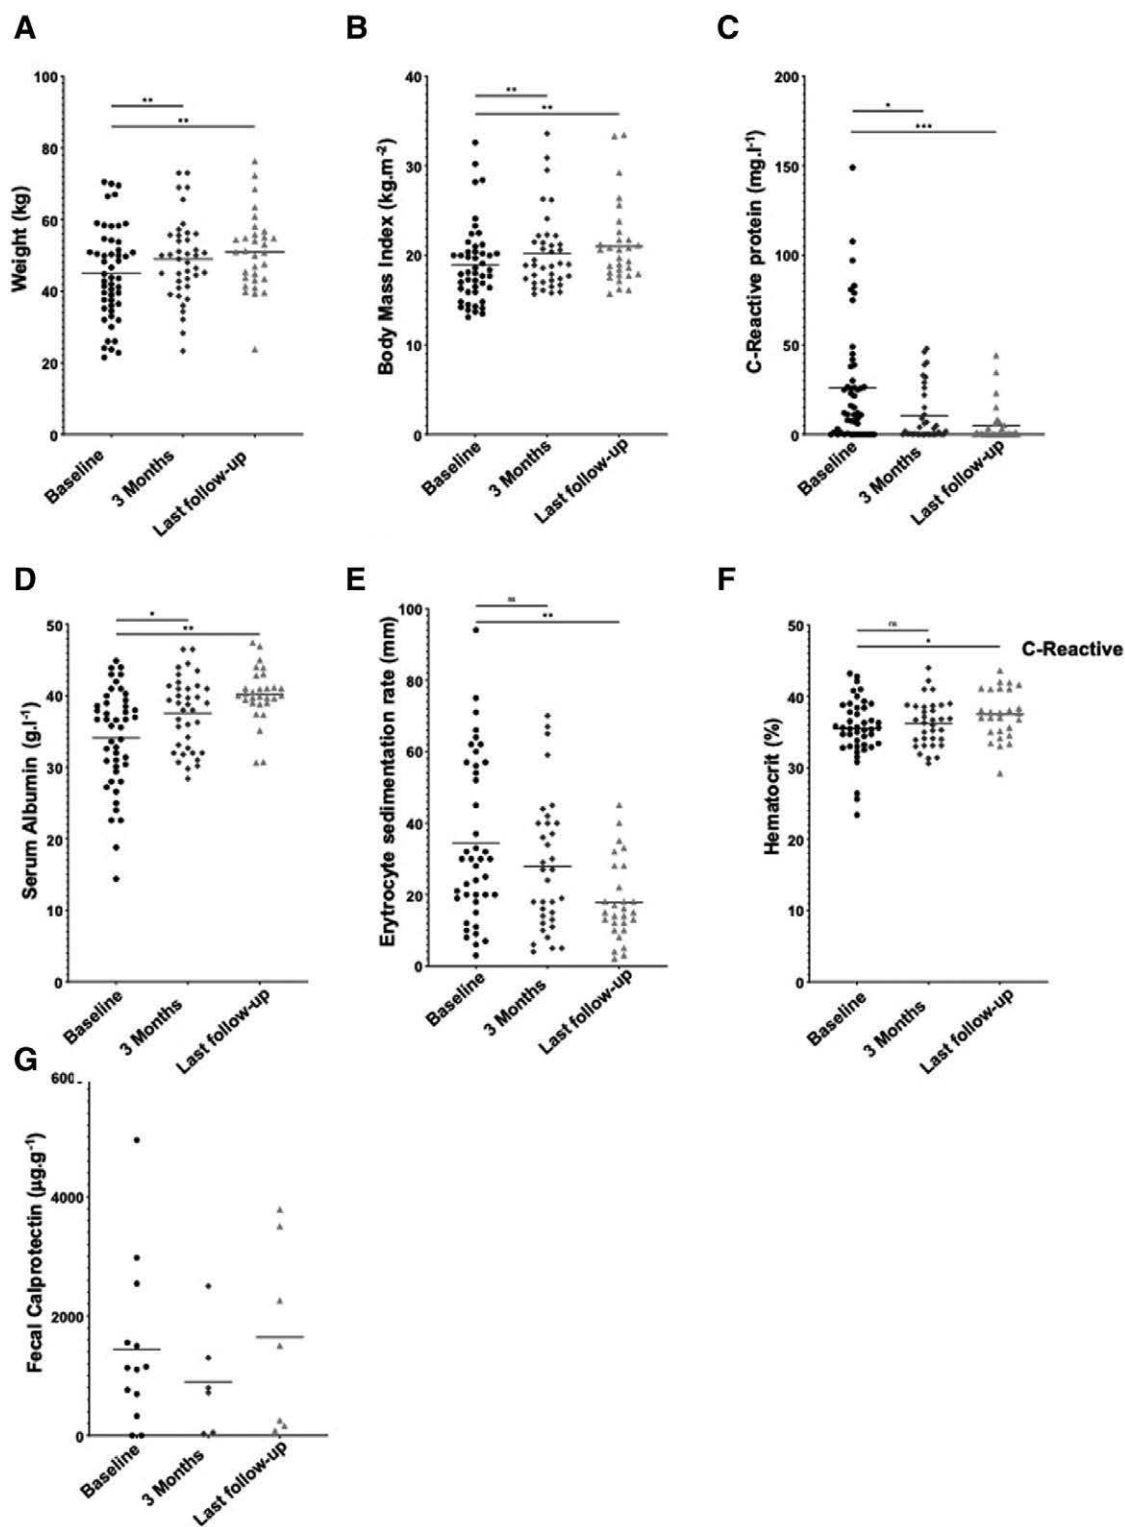 A
B
C
100
80
60
40
20
0
Weight (kg)
**
**
Baseline
3 Months
Last follow-up
40
30
20
10
0
Body Mass Index (kg.m-2)
**
**
Baseline
3 Months
Last follow-up
200
150
100
50
0
C-Reactive protein (mg.l-1)
*
***
Baseline
3 Months
Last follow-up
D
E
F
50
40
30
20
10
0
Serum Albumin (g.l-1)
*
**
Baseline
3 Months
Last follow-up
100
80
60
40
20
0
Erytrocyte sedimentation rate (mm)
ns
**
Baseline
3 Months
Last follow-up
50
40
30
20
10
0
Hematocrit (%)
ns
*
C-Reactive
Baseline
3 Months
Last follow-up
G
600
4000
2000
0
Fecal Calprotectin (µg.g-1)
Baseline
3 Months
Last follow-up